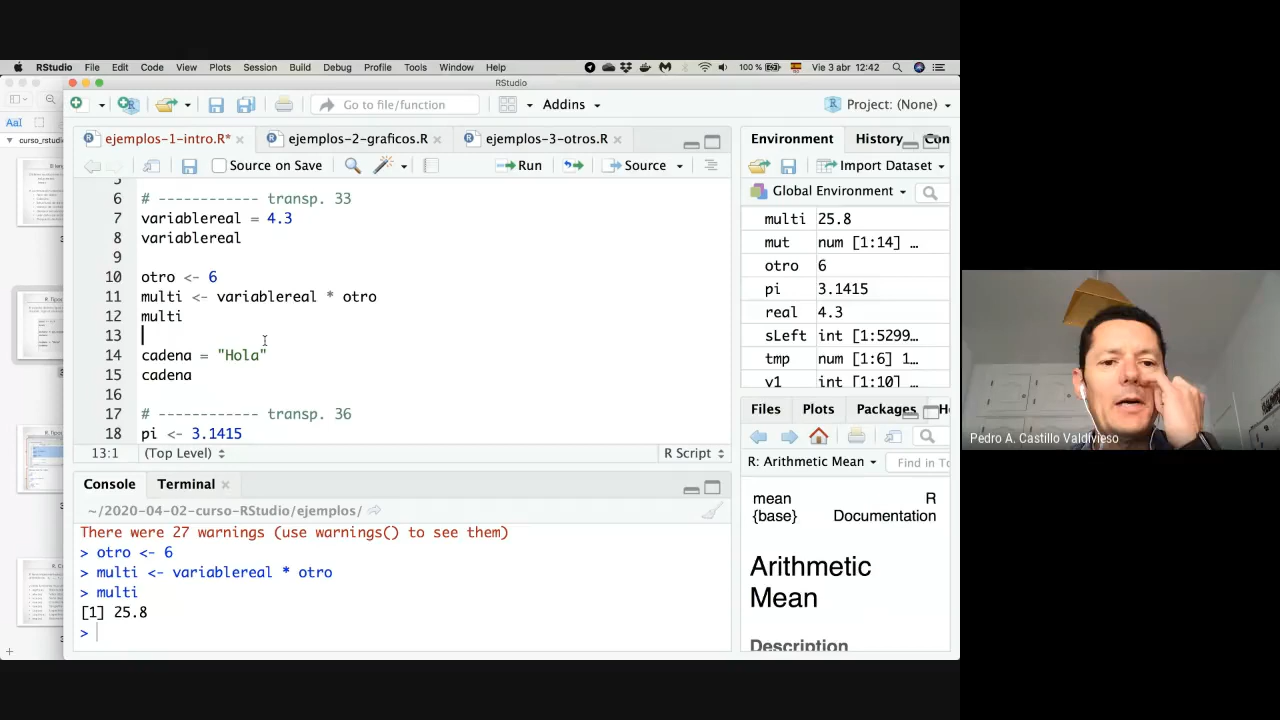 RStudio File Edit Code View Plots Session Build Debug Profile Tools Window Help 100 % Vie 3 abr 12:42
RStudio
Go to file/function Addins Project: (None)
AaI
curso_rstudi
ejemplos-1-intro.R* ejemplos-2-graficos.R ejemplos-3-otros.R
Source on Save Run Source
6 # ------------ transp. 33
7 variablereal = 4.3
8 variablereal
9
10 otro <- 6
11 multi <- variablereal * otro
12 multi
13
14 cadena = "Hola"
15 cadena
16
17 # ------------ transp. 36
18 pi <- 3.1415
13:1 (Top Level) R Script
Console Terminal
~/2020-04-02-curso-RStudio/ejemplos/
There were 27 warnings (use warnings() to see them)
> otro <- 6
> multi <- variablereal * otro
> multi
[1] 25.8
>
Environment History Con
Import Dataset
Global Environment
multi 25.8
mut num [1:14] …
otro 6
pi 3.1415
real 4.3
sLeft int [1:5299…
tmp num [1:6] 1…
v1 int [1:10] …
Files Plots Packages H
R: Arithmetic Mean Find in To
mean R
{base} Documentation
Arithmetic
Mean
Description
Pedro A. Castillo Valdivieso